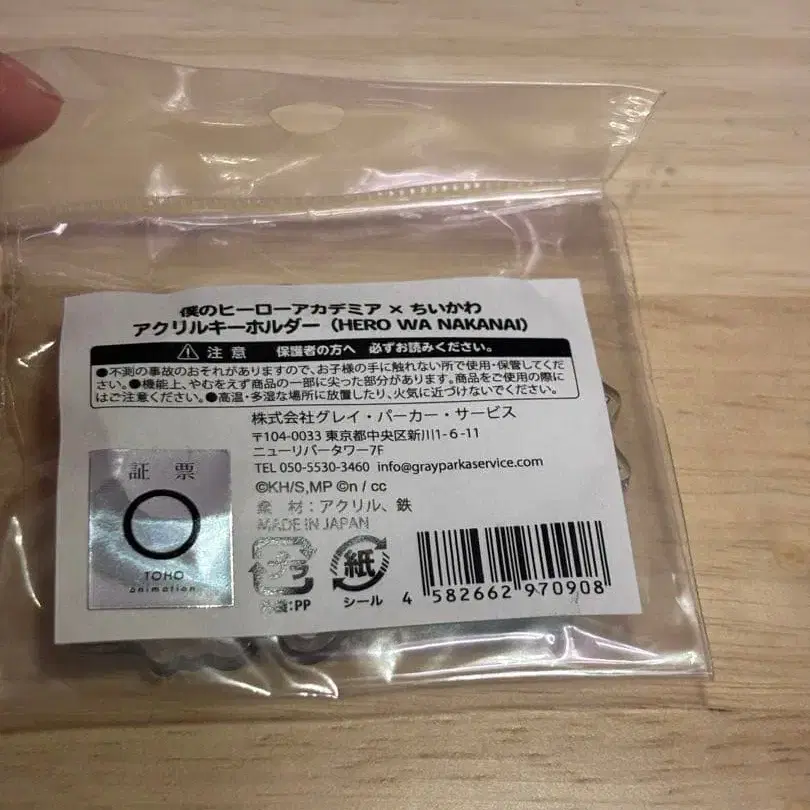 僕のヒーローアカデミア × ちいかわ
アクリルキーホルダー（HERO WA NAKANAI）
注 意 保護者の方へ 必ずお読みください。
●不測の事故のおそれがありますので、お子様の手に触れない所で使用・保管してくだ
さい。●機能上、やむをえず商品の一部に尖った部分があります。商品をご使用の際に
はご注意ください。●高温・多湿な場所に放置したり、火気に近づけないでください。
株式会社グレイ・パーカー・サービス
〒104-0033 東京都中央区新川1-6-11
ニューリバータワー7F
TEL 050-5530-3460 info@grayparkaservice.com
©KH/S,MP ©n / cc
素 材：アクリル、鉄
MADE IN JAPAN
証 票
TOHO
animation
プラ
:PP
紙
シール
4 582662 970908